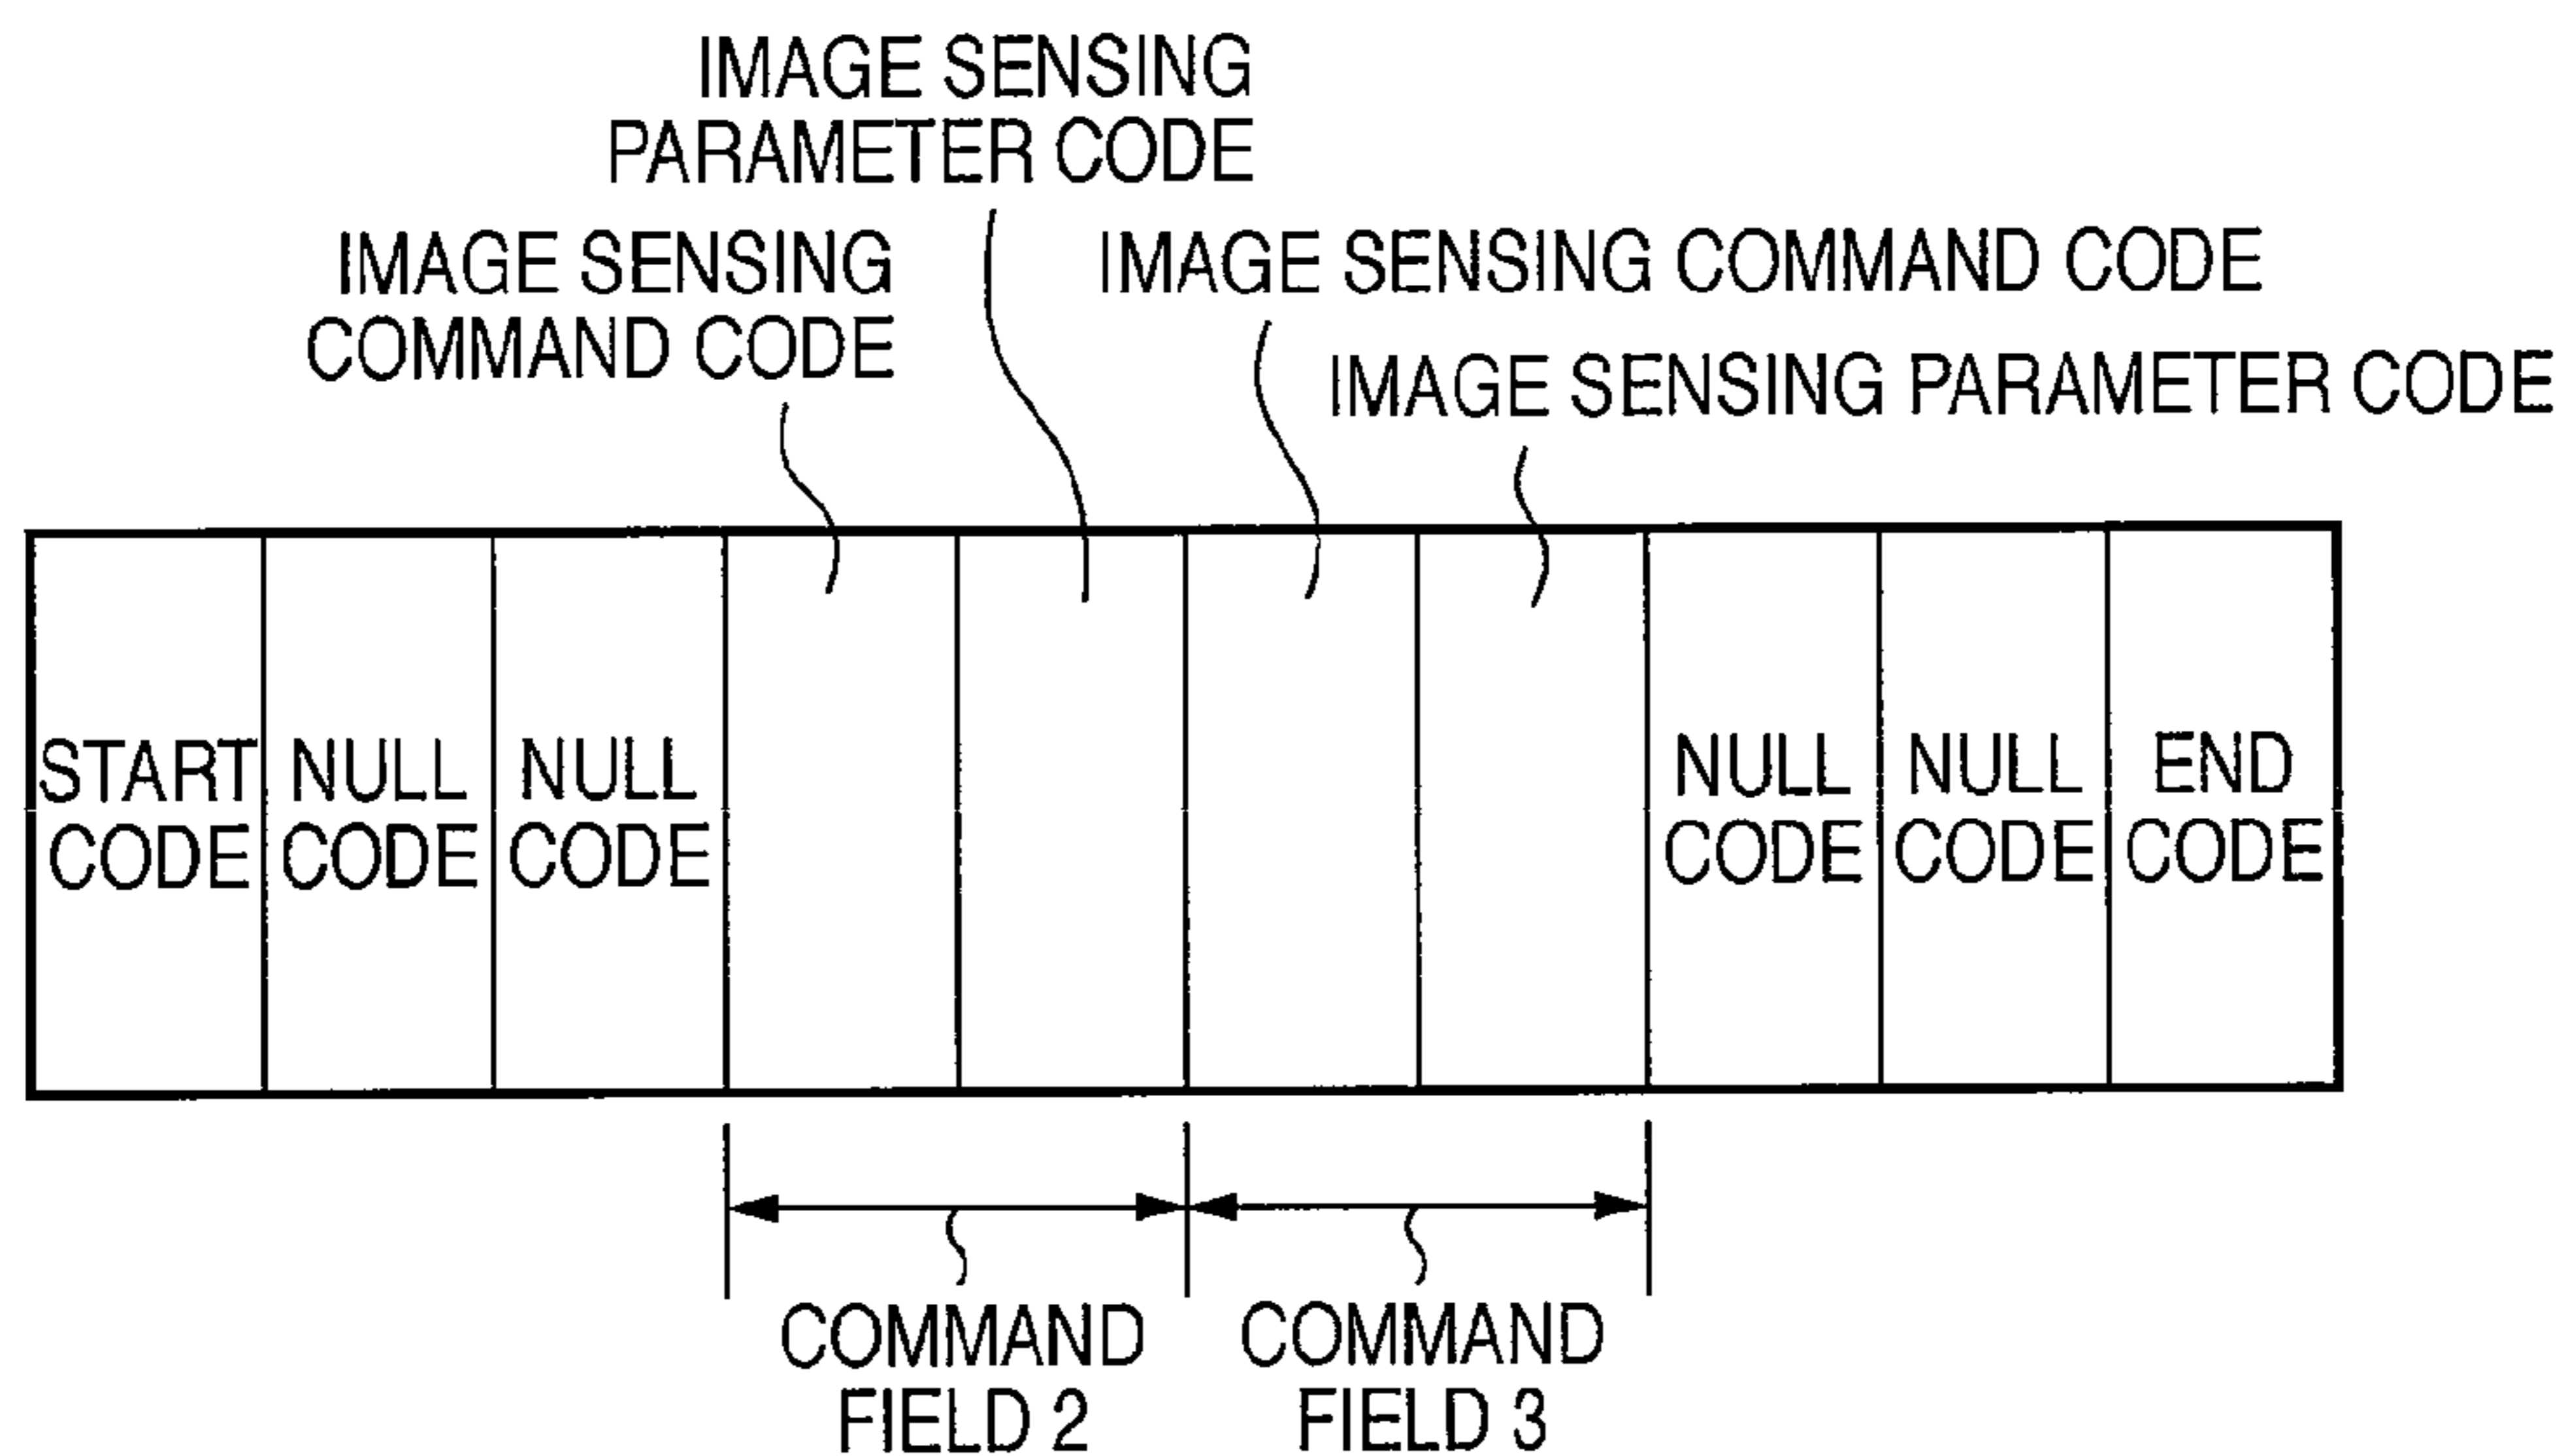 IMAGE SENSING
PARAMETER CODE
IMAGE SENSING
COMMAND CODE
IMAGE SENSING COMMAND CODE
IMAGE SENSING PARAMETER CODE
START
CODE
NULL
CODE
NULL
CODE
NULL
CODE
NULL
CODE
END
CODE
COMMAND
FIELD 2
COMMAND
FIELD 3